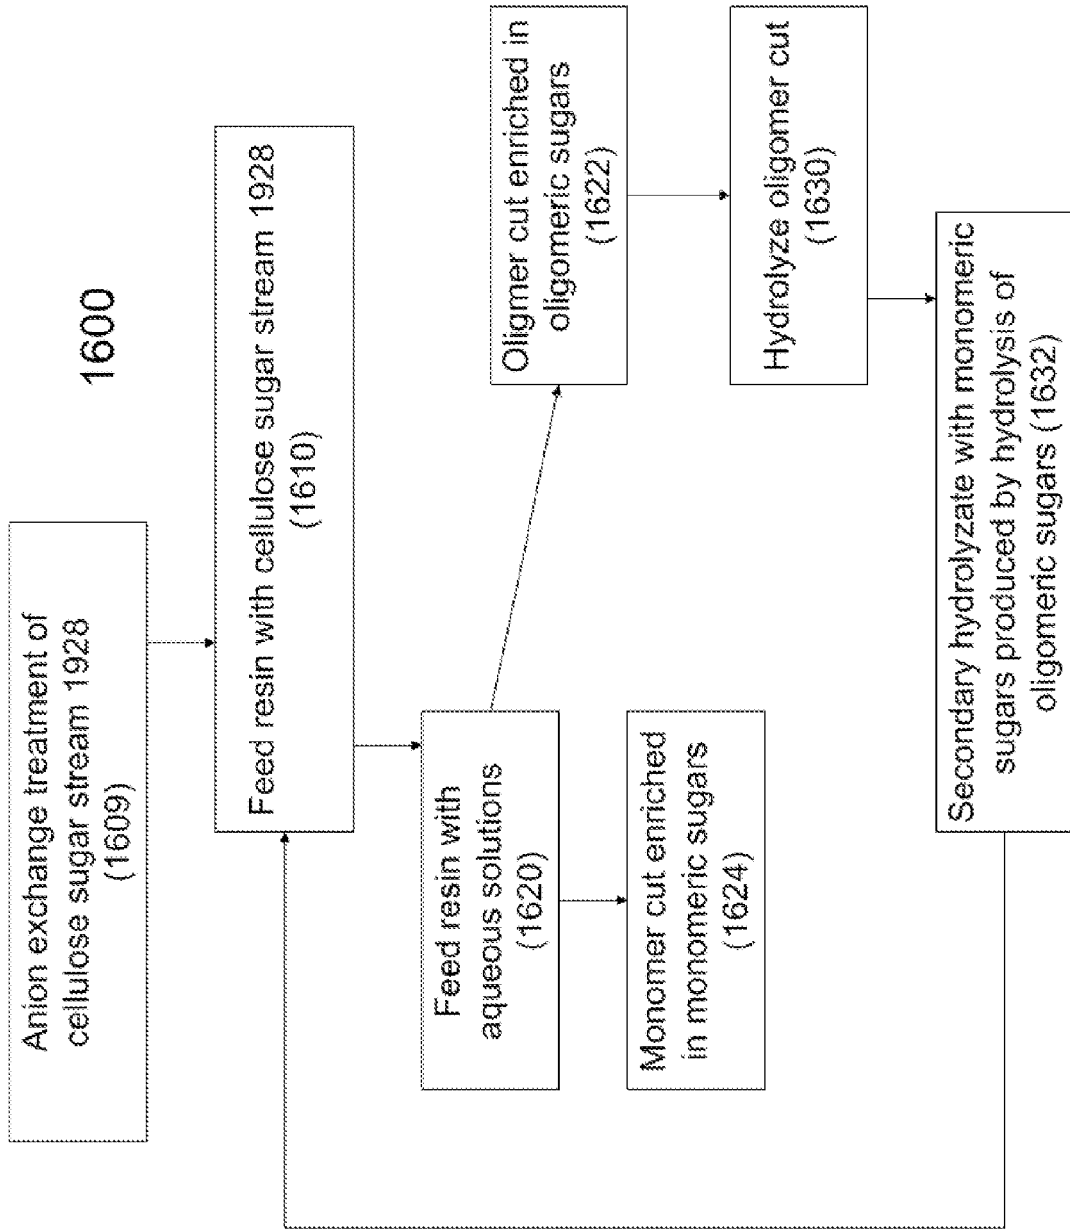 1600
Anion exchange treatment of
cellulose sugar stream 1928
(1609)
Feed resin with cellulose sugar stream 1928
(1610)
Feed resin with
aqueous solutions
(1620)
Oligmer cut enriched in
oligomeric sugars
(1622)
Monomer cut enriched
in monomeric sugars
(1624)
Hydrolyze oligomer cut
(1630)
Secondary hydrolyzate with monomeric
sugars produced by hydrolysis of
oligomeric sugars (1632)